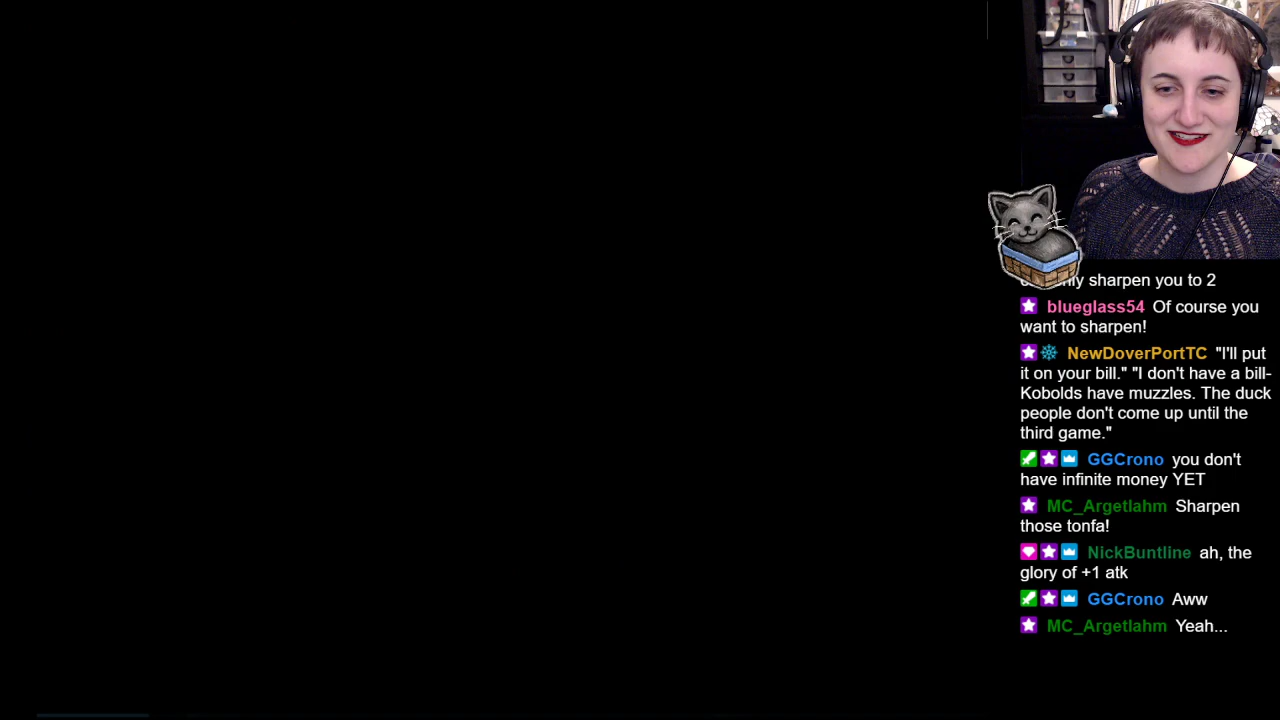 sharpen you to 2
blueglass54 Of course you
want to sharpen!
NewDoverPortTC "I'll put
it on your bill." "I don't have a bill-
Kobolds have muzzles. The duck
people don't come up until the
third game."
GGCrono you don't
have infinite money YET
MC_Argetlahm Sharpen
those tonfa!
NickBuntline ah, the
glory of +1 atk
GGCrono Aww
MC_Argetlahm Yeah...